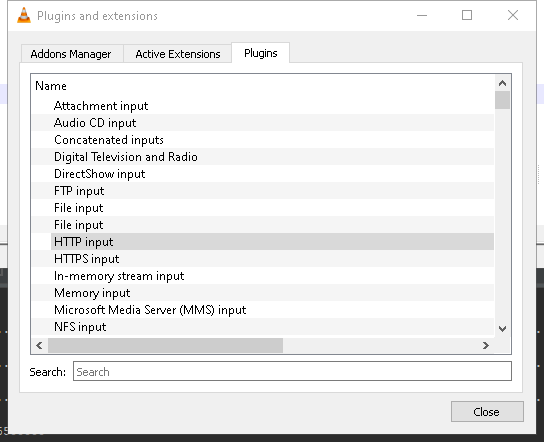 Plugins and extensions
Addons Manager Active Extensions Plugins
Name
Attachment input
Audio CD input
Concatenated inputs
Digital Television and Radio
DirectShow input
FTP input
File input
File input
HTTP input
HTTPS input
In-memory stream input
Memory input
Microsoft Media Server (MMS) input
NFS input
Search: Search
Close